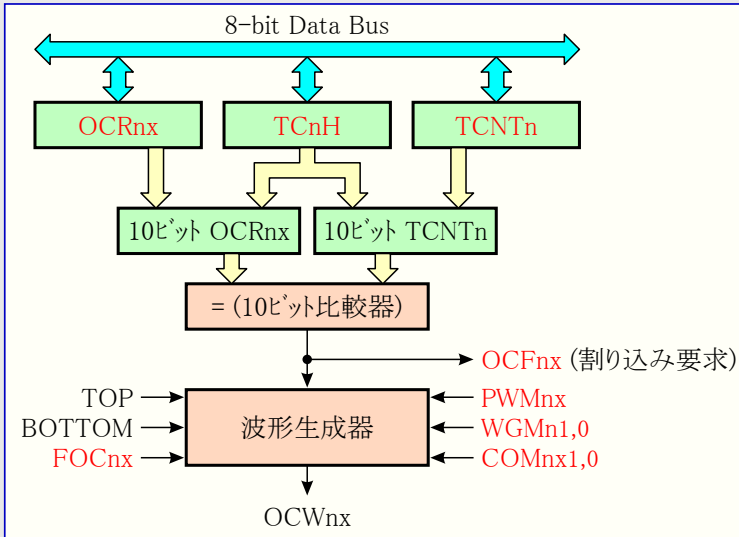 8-bit Data Bus
OCRnx
TCnH
TCNTn
10ビット OCRnx
10ビット TCNTn
= (10ビット比較器)
OCFnx (割り込み要求)
TOP
BOTTOM
FOCnx
波形生成器
PWMnx
WGMn1,0
COMnx1,0
OCWnx